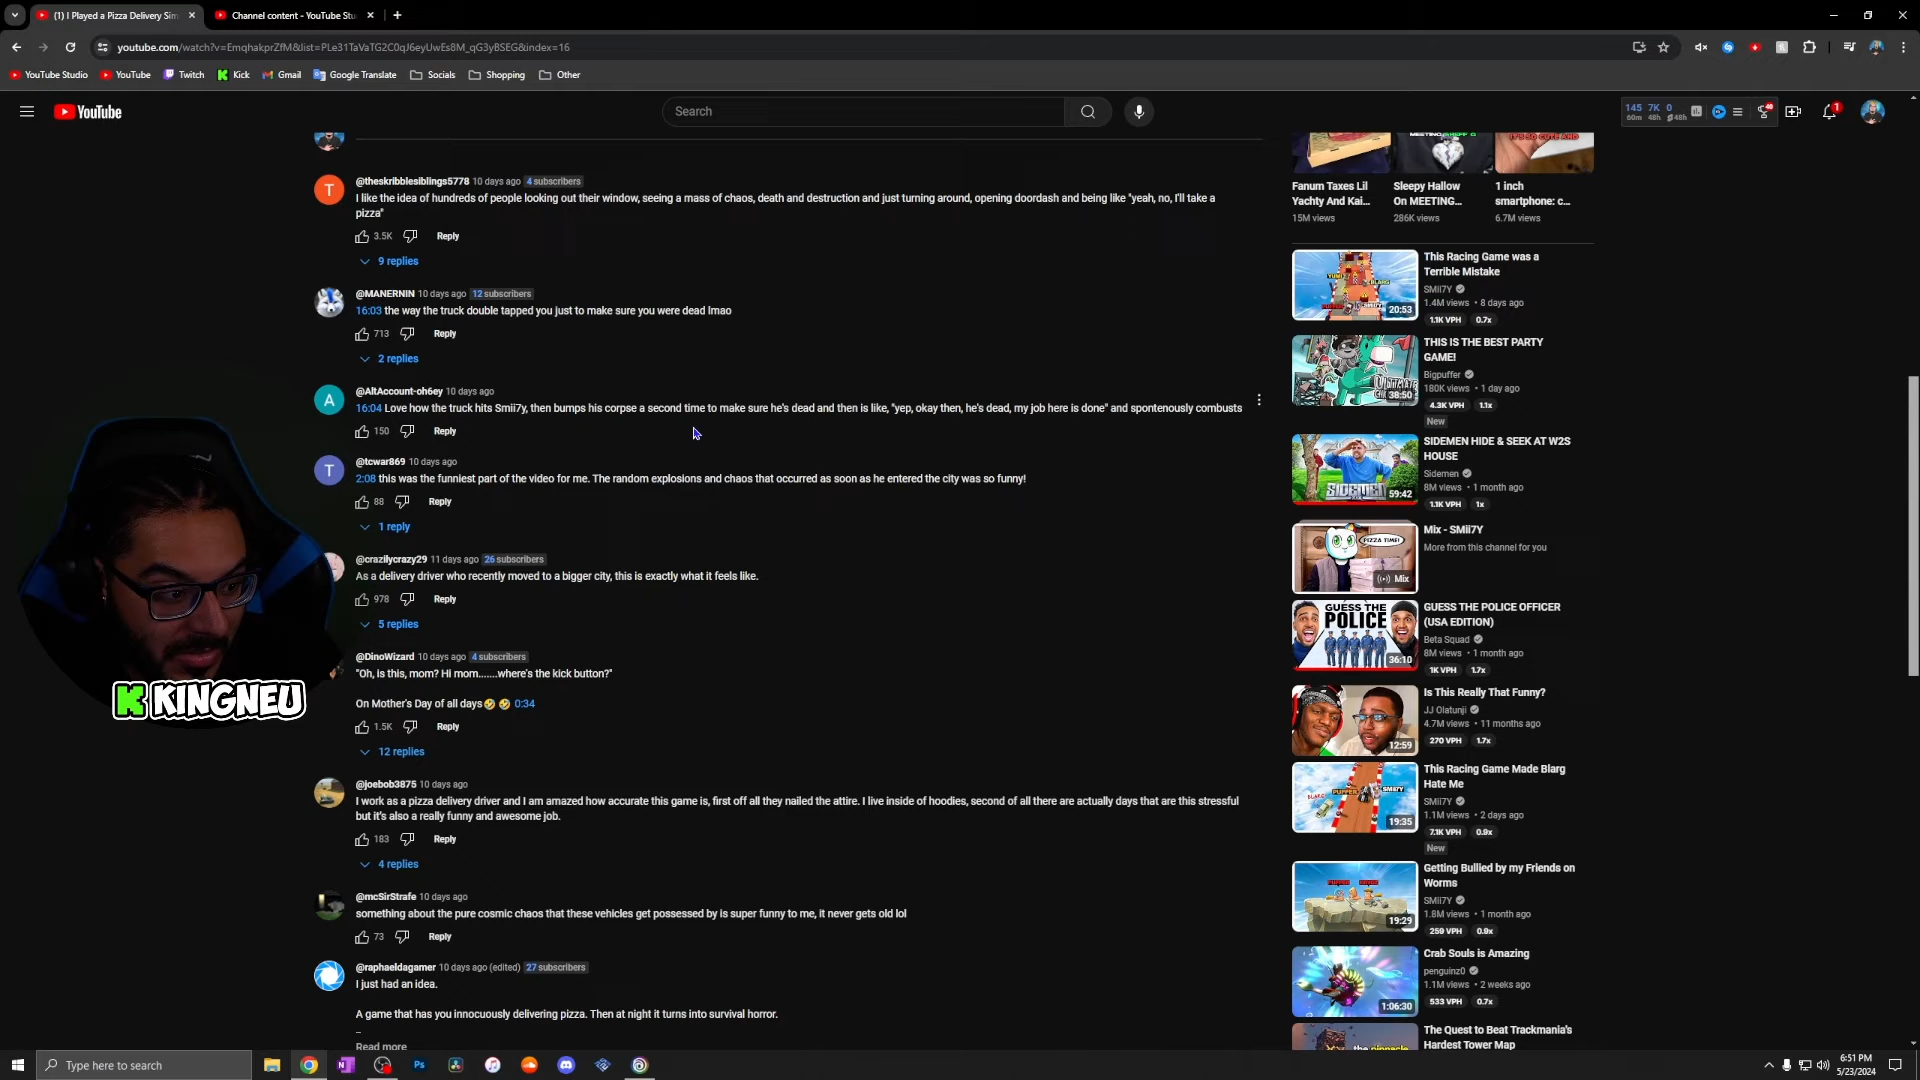 (1) I Played a Pizza Delivery Sim
Channel content - YouTube Stu
youtube.com/watch?v=EmqhakprZfM&list=PLe31TaVaTG2C0qJ6eyUwEs8M_qG3yBSEG&index=16
YouTube Studio
YouTube
Twitch
Kick
Gmail
Google Translate
Socials
Shopping
Other
YouTube
Search
145 7K 0
60m 48h 48h
1
@theskribblesiblings5778 10 days ago 4 subscribers
I like the idea of hundreds of people looking out their window, seeing a mass of chaos, death and destruction and just turning around, opening doordash and being like "yeah, no, I'll take a
pizza"
3.5K Reply
9 replies
@MANERNIN 10 days ago 12 subscribers
16:03 the way the truck double tapped you just to make sure you were dead lmao
713 Reply
2 replies
@AltAccount-oh6ey 10 days ago
16:04 Love how the truck hits Smii7y, then bumps his corpse a second time to make sure he's dead and then is like, "yep, okay then, he's dead, my job here is done" and spontenously combusts
150 Reply
@tcwar869 10 days ago
2:08 this was the funniest part of the video for me. The random explosions and chaos that occurred as soon as he entered the city was so funny!
88 Reply
1 reply
@crazilycrazy29 11 days ago 26 subscribers
As a delivery driver who recently moved to a bigger city, this is exactly what it feels like.
978 Reply
5 replies
@DinoWizard 10 days ago 4 subscribers
"Oh, is this, mom? Hi mom.......where's the kick button?"
On Mother's Day of all days🤣 🤣 0:34
1.5K Reply
12 replies
@joebob3875 10 days ago
I work as a pizza delivery driver and I am amazed how accurate this game is, first off all they nailed the attire. I live inside of hoodies, second of all there are actually days that are this stressful
but it's also a really funny and awesome job.
183 Reply
4 replies
@mcSirStrafe 10 days ago
something about the pure cosmic chaos that these vehicles get possessed by is super funny to me, it never gets old lol
73 Reply
@raphaeldagamer 10 days ago (edited) 27 subscribers
I just had an idea.
A game that has you innocuously delivering pizza. Then at night it turns into survival horror.
Read more
K KINGNEU
Fanum Taxes Lil
Yachty And Kai...
15M views
Sleepy Hallow
On MEETING...
286K views
1 inch
smartphone: c...
6.7M views
20:53
This Racing Game was a
Terrible Mistake
SMii7Y
1.4M views • 8 days ago
1.1K VPH 0.7x
38:50
THIS IS THE BEST PARTY
GAME!
Bigpuffer
180K views • 1 day ago
4.3K VPH 1.1x
New
SIDEMEN
59:42
SIDEMEN HIDE & SEEK AT W2S
HOUSE
Sidemen
8M views • 1 month ago
1.1K VPH 1x
PIZZA TIME!
Mix
Mix - SMii7Y
More from this channel for you
GUESS THE
POLICE
36:10
GUESS THE POLICE OFFICER
(USA EDITION)
Beta Squad
8M views • 1 month ago
1K VPH 1.7x
12:59
Is This Really That Funny?
JJ Olatunji
4.7M views • 11 months ago
270 VPH 1.7x
BLARG
PUFFER
SMii7Y
19:35
This Racing Game Made Blarg
Hate Me
SMii7Y
1.1M views • 2 days ago
7.1K VPH 0.9x
New
19:29
Getting Bullied by my Friends on
Worms
SMii7Y
1.8M views • 1 month ago
259 VPH 0.9x
1:06:30
Crab Souls is Amazing
penguinz0
1.1M views • 2 weeks ago
533 VPH 0.7x
The Quest to Beat Trackmania's
Hardest Tower Map
Type here to search
Ps
6:51 PM
5/23/2024